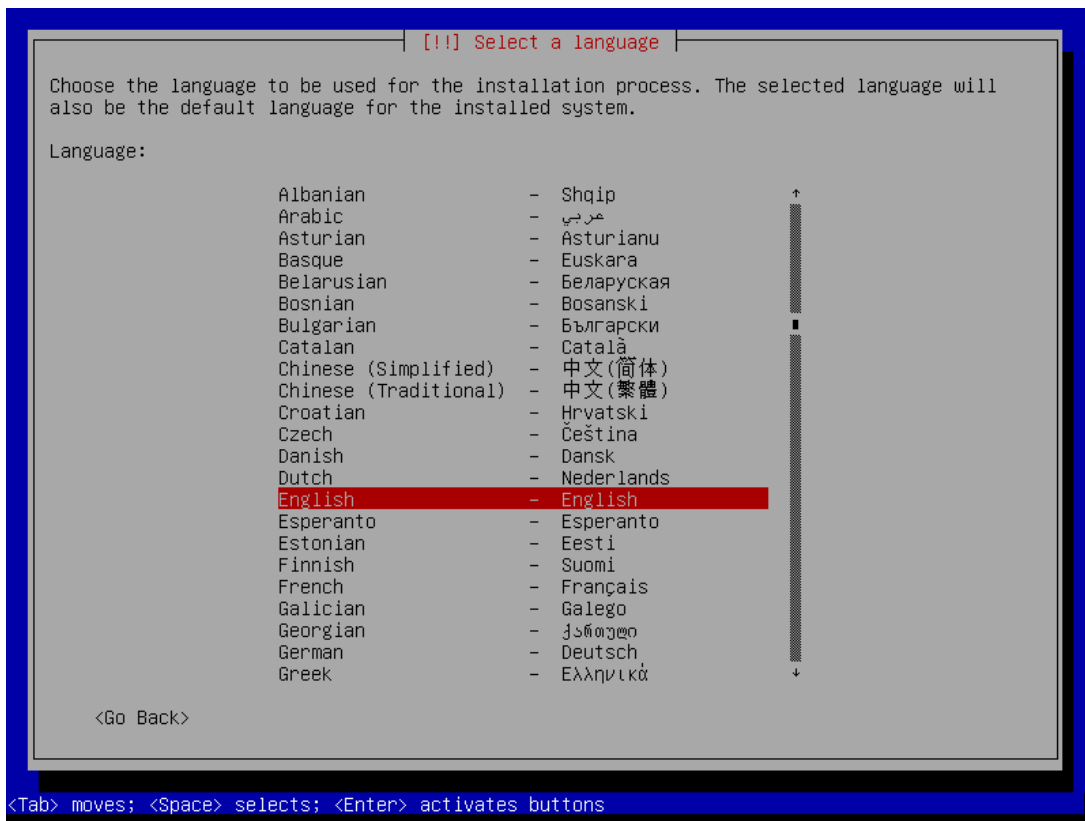 [!!] Select a language
Choose the language to be used for the installation process. The selected language will
also be the default language for the installed system.
Language:
Albanian - Shqip
Arabic - عربي
Asturian - Asturianu
Basque - Euskara
Belarusian - Беларуская
Bosnian - Bosanski
Bulgarian - Български
Catalan - Català
Chinese (Simplified) - 中文(简体)
Chinese (Traditional) - 中文(繁體)
Croatian - Hrvatski
Czech - Čeština
Danish - Dansk
Dutch - Nederlands
English - English
Esperanto - Esperanto
Estonian - Eesti
Finnish - Suomi
French - Français
Galician - Galego
Georgian - ქართული
German - Deutsch
Greek - Ελληνικά
<Go Back>
<Tab> moves; <Space> selects; <Enter> activates buttons